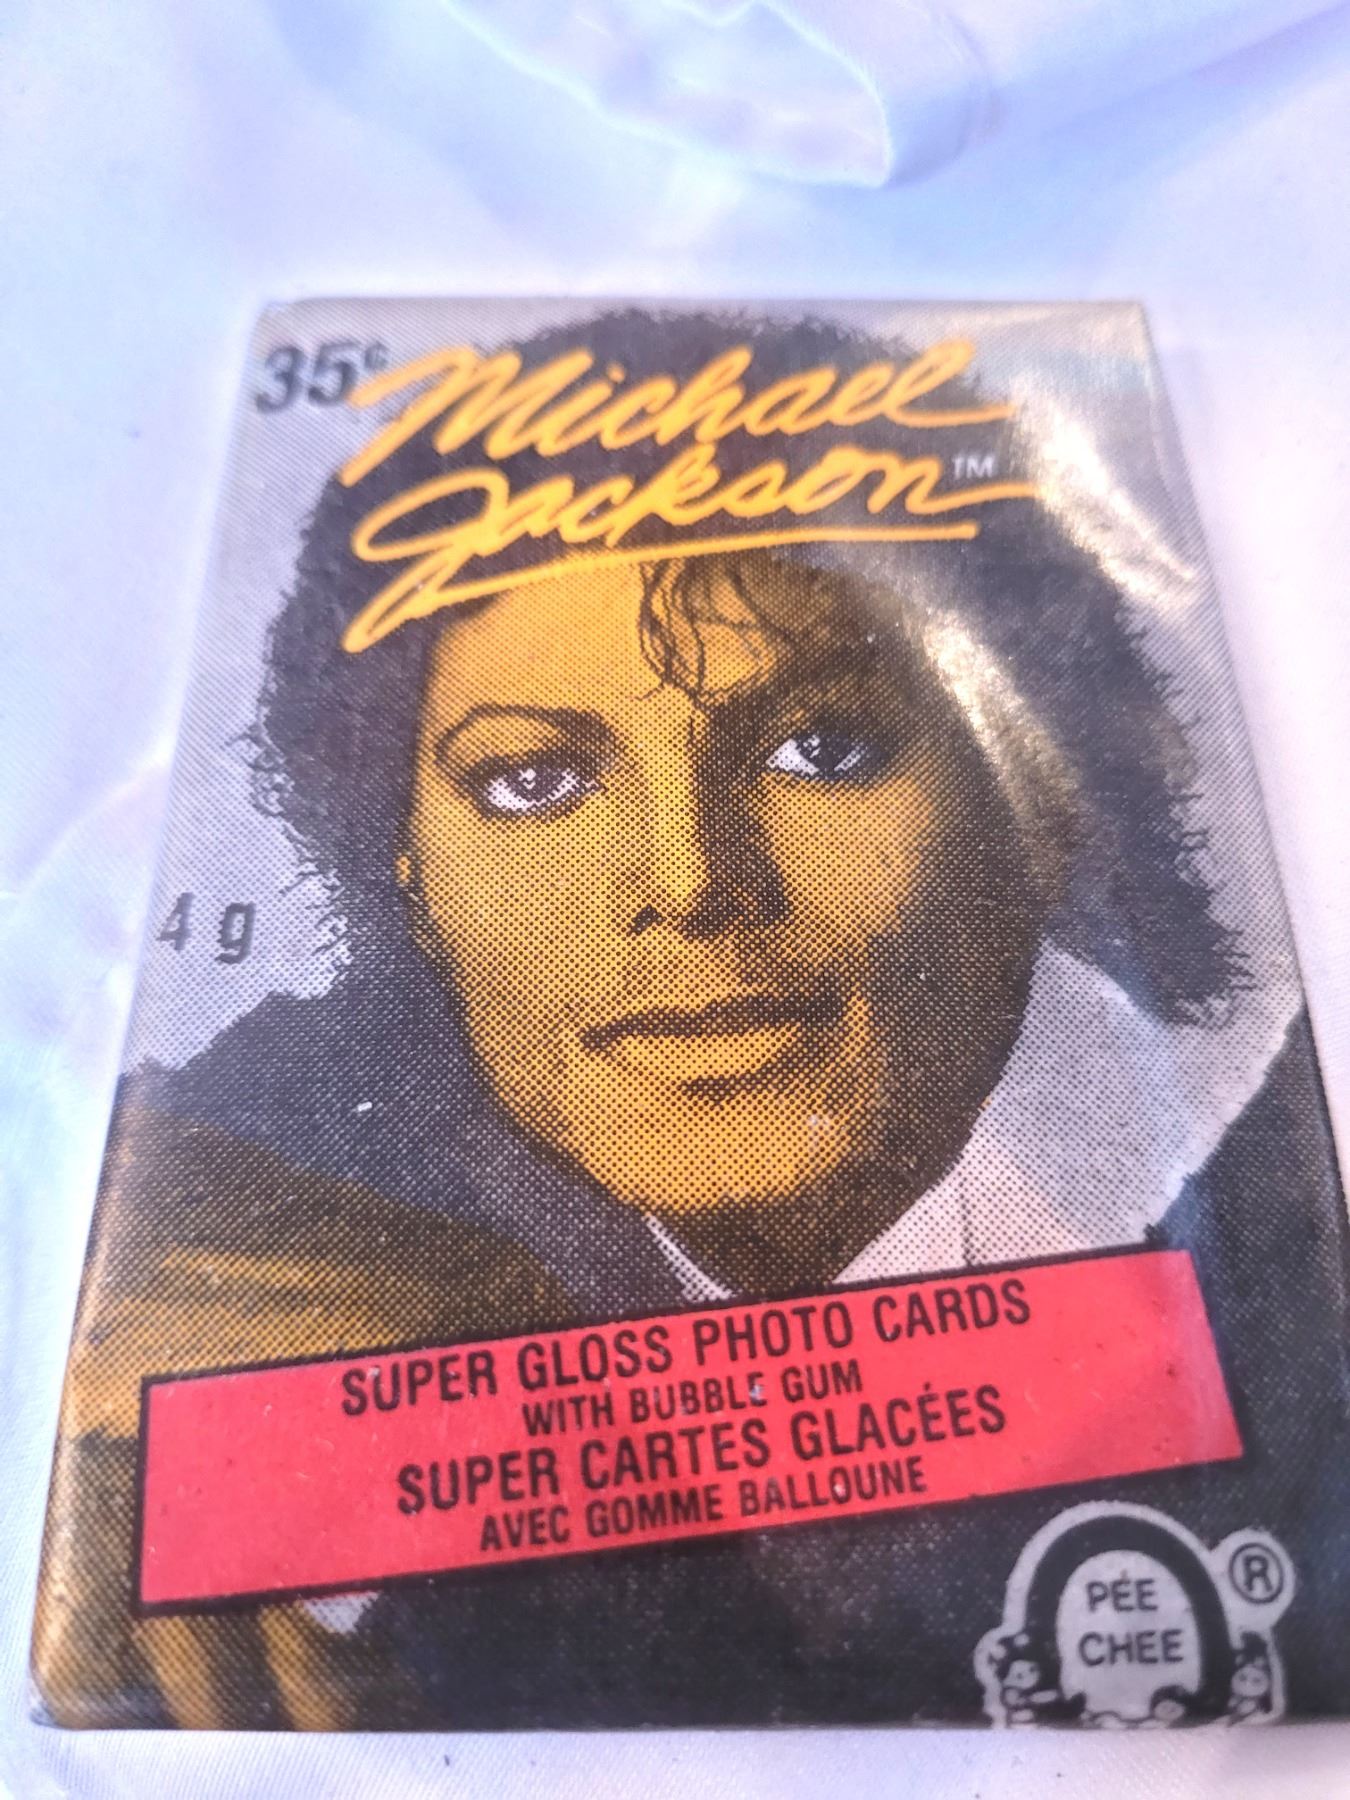 35¢
Michael
Jackson™
4 g
SUPER GLOSS PHOTO CARDS
WITH BUBBLE GUM
SUPER CARTES GLACÉES
AVEC GOMME BALLOUNE
PÉE
CHEE
®